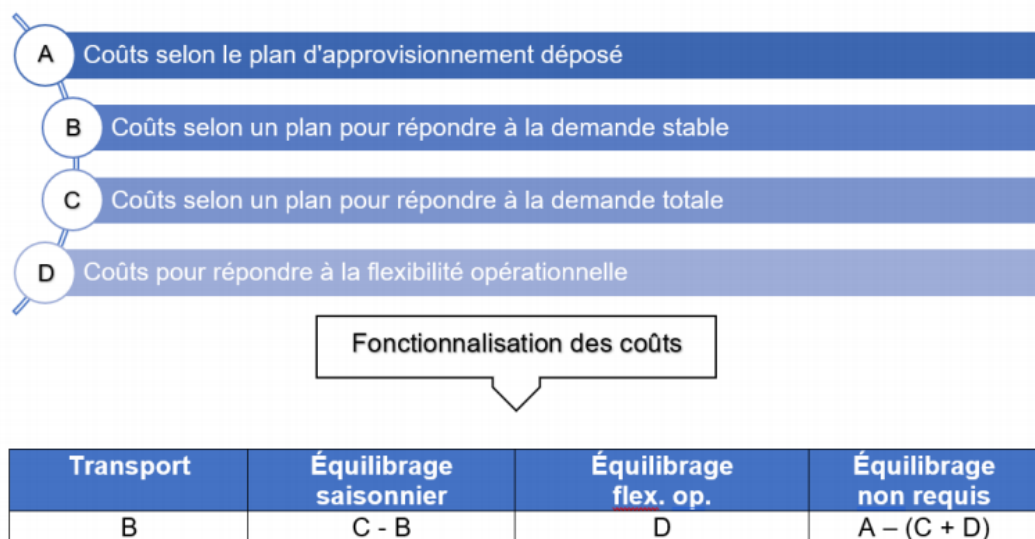 A Coûts selon le plan d'approvisionnement déposé
B Coûts selon un plan pour répondre à la demande stable
C Coûts selon un plan pour répondre à la demande totale
D Coûts pour répondre à la flexibilité opérationnelle
Fonctionnalisation des coûts
Transport Équilibrage saisonnier Équilibrage flex. op. Équilibrage non requis
B C - B D A – (C + D)